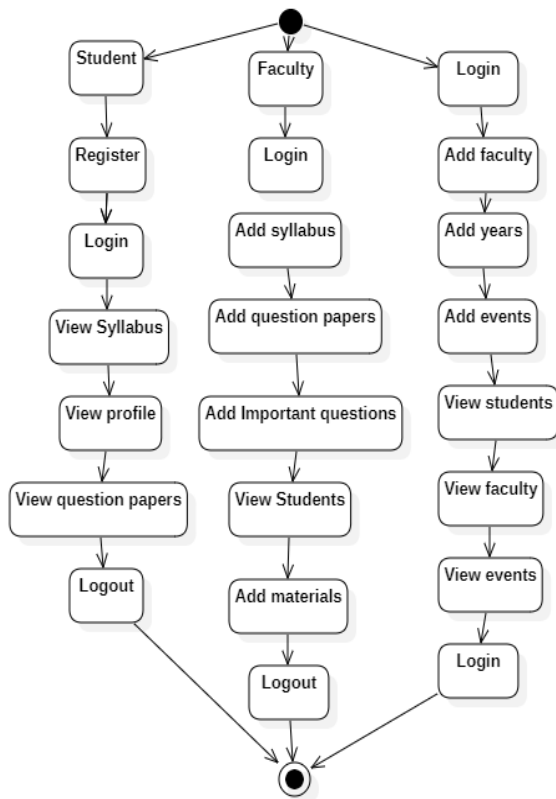 Student
Register
Login
View Syllabus
View profile
View question papers
Logout
Faculty
Login
Add syllabus
Add question papers
Add Important questions
View Students
Add materials
Logout
Login
Add faculty
Add years
Add events
View students
View faculty
View events
Login